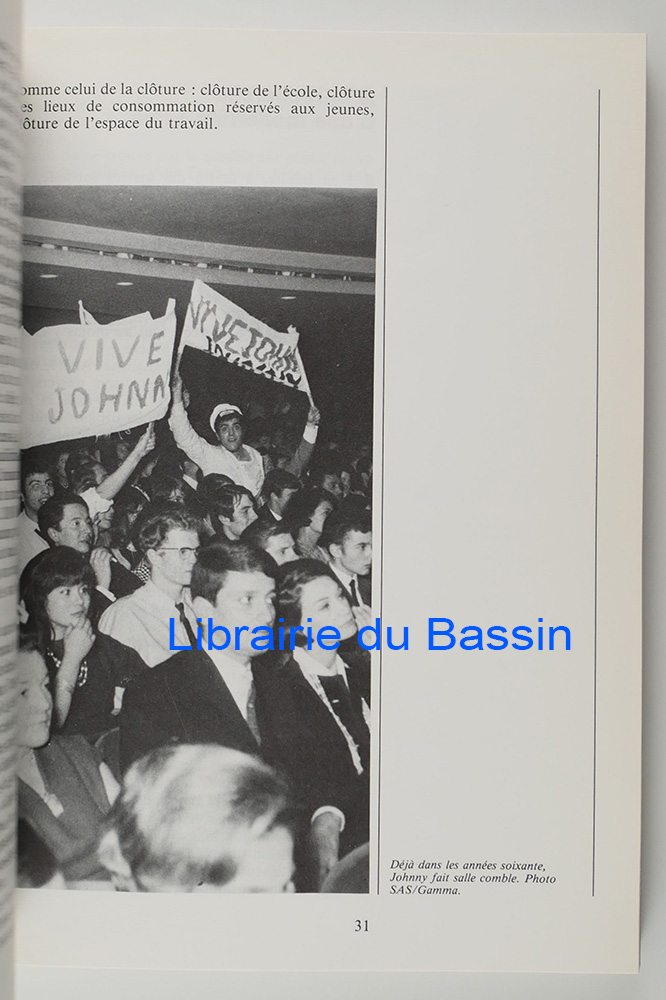 omme celui de la clôture : clôture de l'école, clôture
es lieux de consommation réservés aux jeunes,
ôture de l'espace du travail.
VIVE
JOHNN
VIVE JOHN
Librairie du Bassin
Déjà dans les années soixante,
Johnny fait salle comble. Photo
SAS/Gamma.
31